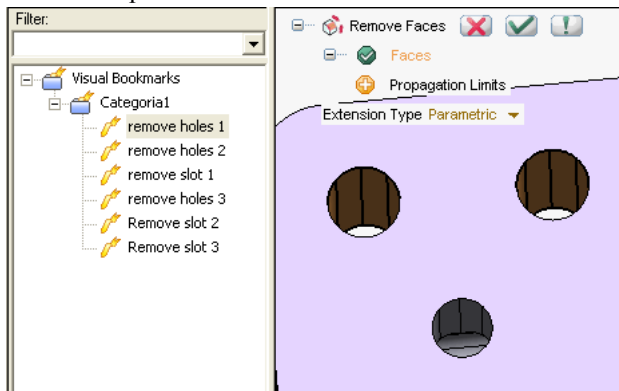 Filter:
Visual Bookmarks
Categoria1
remove holes 1
remove holes 2
remove slot 1
remove holes 3
Remove slot 2
Remove slot 3
Remove Faces
Faces
Propagation Limits
Extension Type Parametric